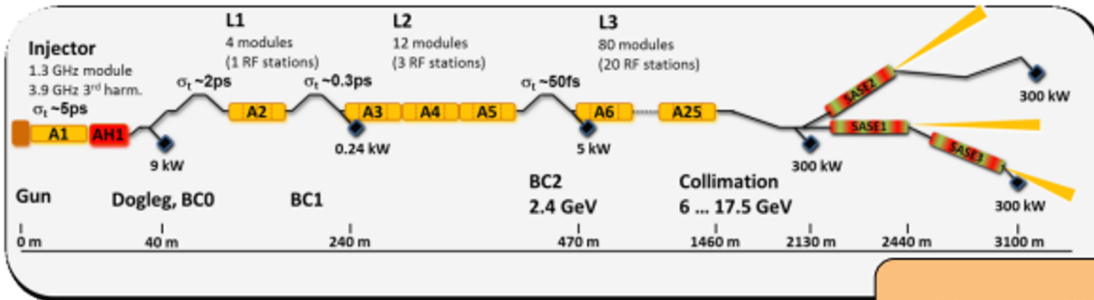 L1
4 modules
(1 RF stations)
L2
12 modules
(3 RF stations)
L3
80 modules
(20 RF stations)
Injector
1.3 GHz module
3.9 GHz 3rd harm.
σt ~5ps
σt ~2ps
σt ~0.3ps
σt ~50fs
A1
AH1
A2
A3
A4
A5
A6
A25
SASE2
SASE1
SASE3
9 kW
0.24 kW
5 kW
300 kW
300 kW
300 kW
Gun
Dogleg, BC0
BC1
BC2
2.4 GeV
Collimation
6 ... 17.5 GeV
0 m
40 m
240 m
470 m
1460 m
2130 m
2440 m
3100 m